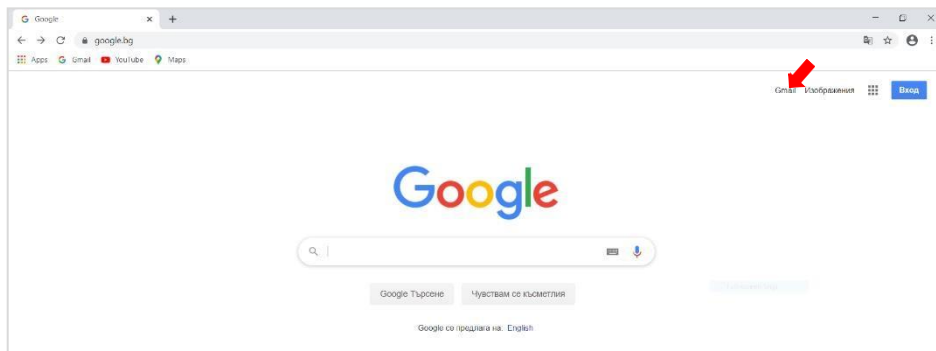 Google
google.bg
Apps Gmail YouTube Maps
Gmail Изображения Вход
Google
Google Търсене Чувствам се късметлия
Google се предлага на: English